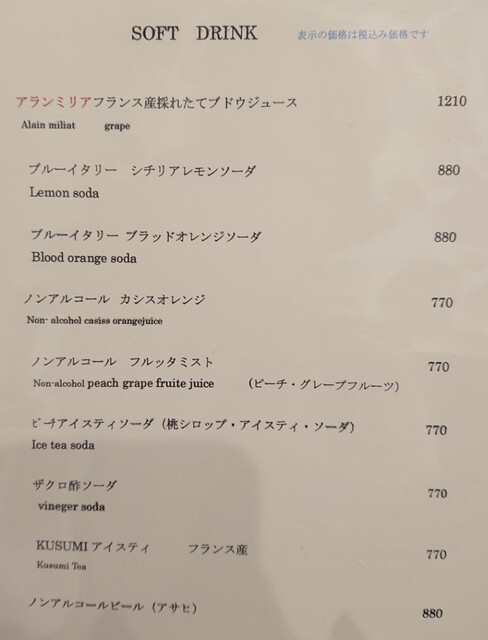 SOFT DRINK 表示の価格は税込み価格です
アランミリアフランス産採れたてブドウジュース 1210
Alain miliat grape
ブルーイタリー シチリアレモンソーダ 880
Lemon soda
ブルーイタリー ブラッドオレンジソーダ 880
Blood orange soda
ノンアルコール カシスオレンジ 770
Non- alcohol casiss orangejuice
ノンアルコール フルッタミスト 770
Non-alcohol peach grape fruite juice (ピーチ・グレープフルーツ)
ピーチアイスティソーダ (桃シロップ・アイスティ・ソーダ) 770
Ice tea soda
ザクロ酢ソーダ 770
vineger soda
KUSUMI アイスティ フランス産 770
Kusumi Tea
ノンアルコールビール (アサヒ) 880